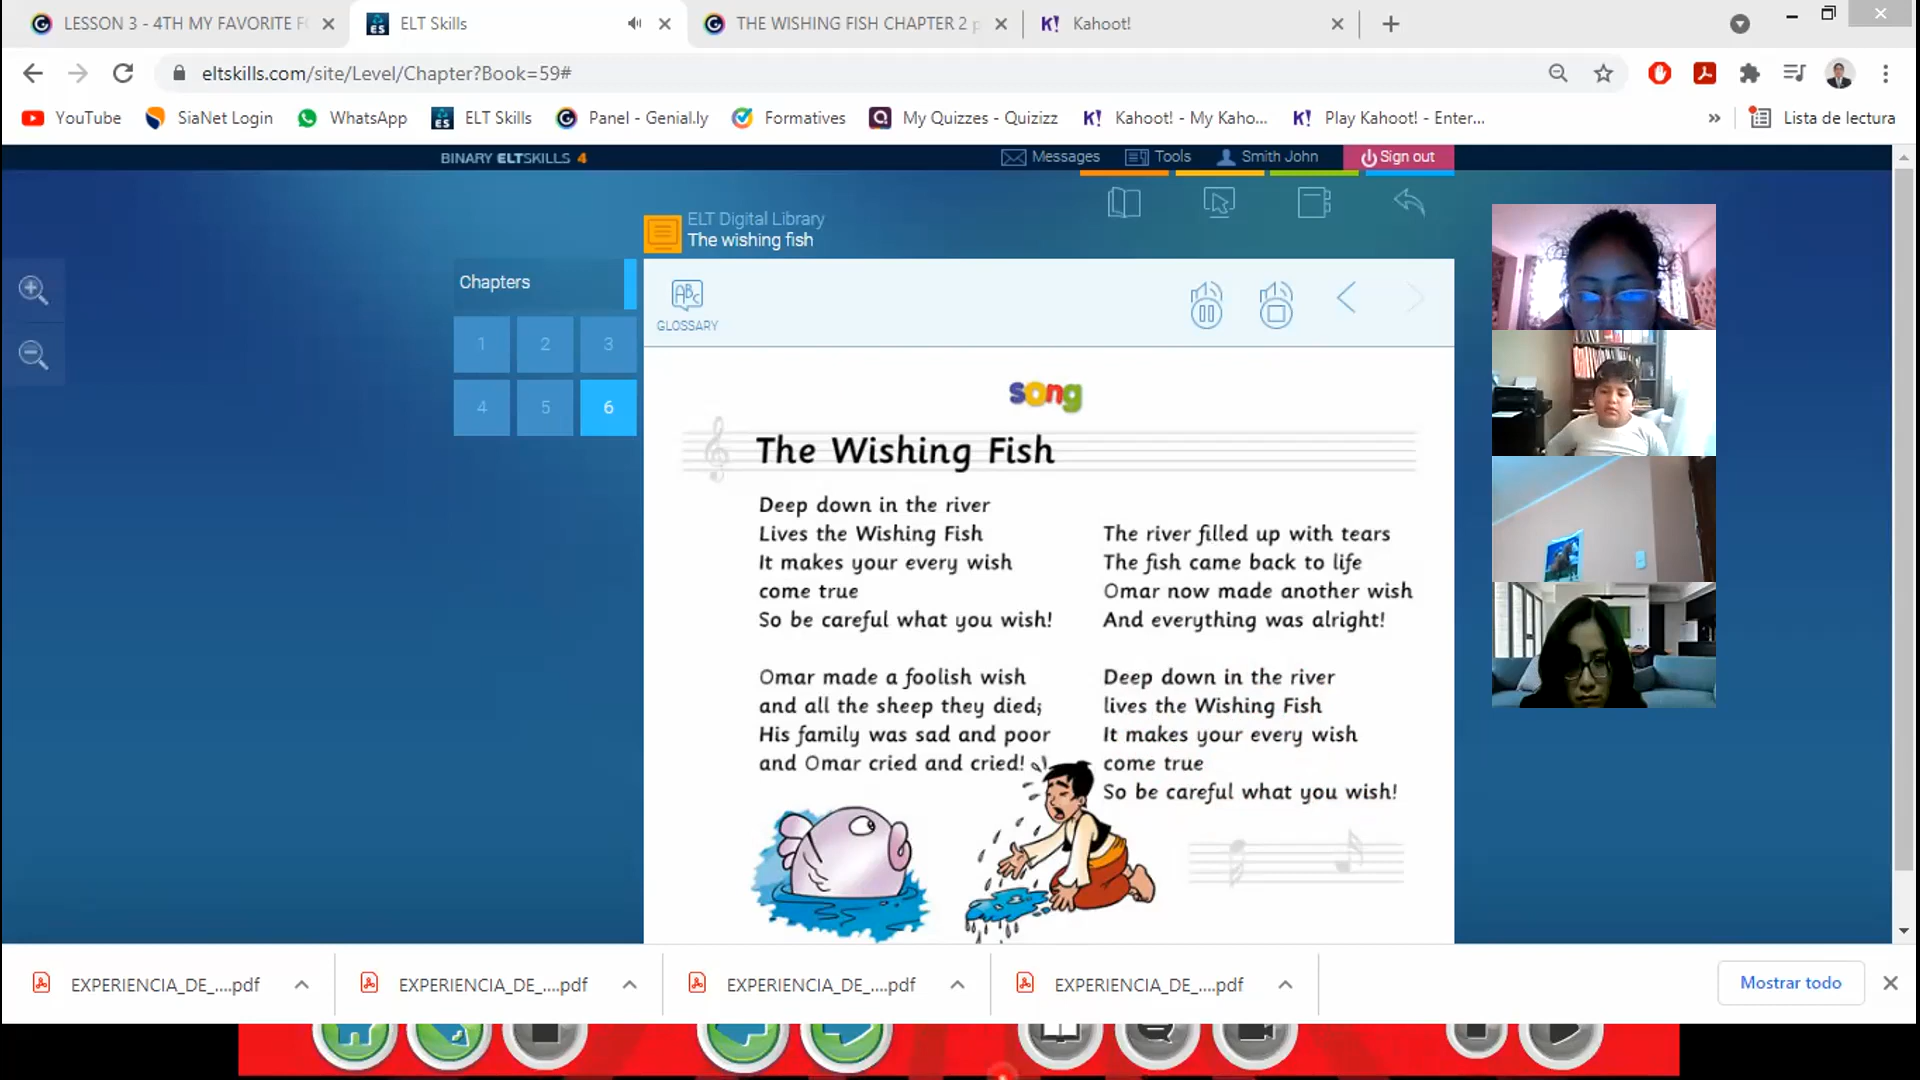 LESSON 3 - 4TH MY FAVORITE F
ELT Skills
THE WISHING FISH CHAPTER 2 p
K! Kahoot!
eltskills.com/site/Level/Chapter?Book=59#
YouTube
SiaNet Login
WhatsApp
ELT Skills
Panel - Genial.ly
Formatives
My Quizzes - Quizizz
K! Kahoot! - My Kaho...
K! Play Kahoot! - Enter...
»
Lista de lectura
BINARY ELTSKILLS 4
Messages
Tools
Smith John
Sign out
ELT Digital Library
The wishing fish
Chapters
1 2 3
4 5 6
ABC
GLOSSARY
song
The Wishing Fish
Deep down in the river
Lives the Wishing Fish
It makes your every wish
come true
So be careful what you wish!
Omar made a foolish wish
and all the sheep they died;
His family was sad and poor
and Omar cried and cried!
The river filled up with tears
The fish came back to life
Omar now made another wish
And everything was alright!
Deep down in the river
lives the Wishing Fish
It makes your every wish
come true
So be careful what you wish!
EXPERIENCIA_DE_....pdf
EXPERIENCIA_DE_....pdf
EXPERIENCIA_DE_....pdf
EXPERIENCIA_DE_....pdf
Mostrar todo